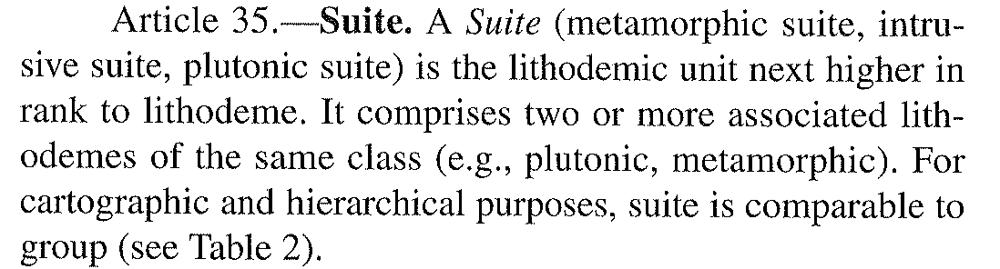 Article 35.—Suite. A Suite (metamorphic suite, intru-
sive suite, plutonic suite) is the lithodemic unit next higher in
rank to lithodeme. It comprises two or more associated lith-
odemes of the same class (e.g., plutonic, metamorphic). For
cartographic and hierarchical purposes, suite is comparable to
group (see Table 2).